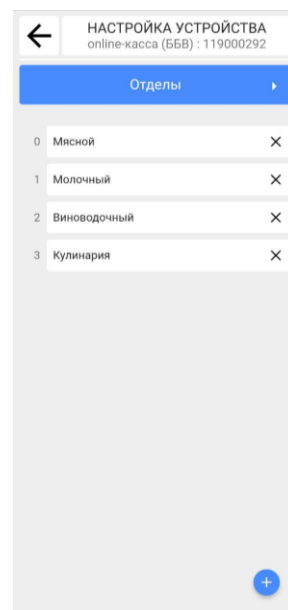 НАСТРОЙКА УСТРОЙСТВА
online-касса (ББВ) : 119000292
Отделы
0 Мясной
1 Молочный
2 Виноводочный
3 Кулинария